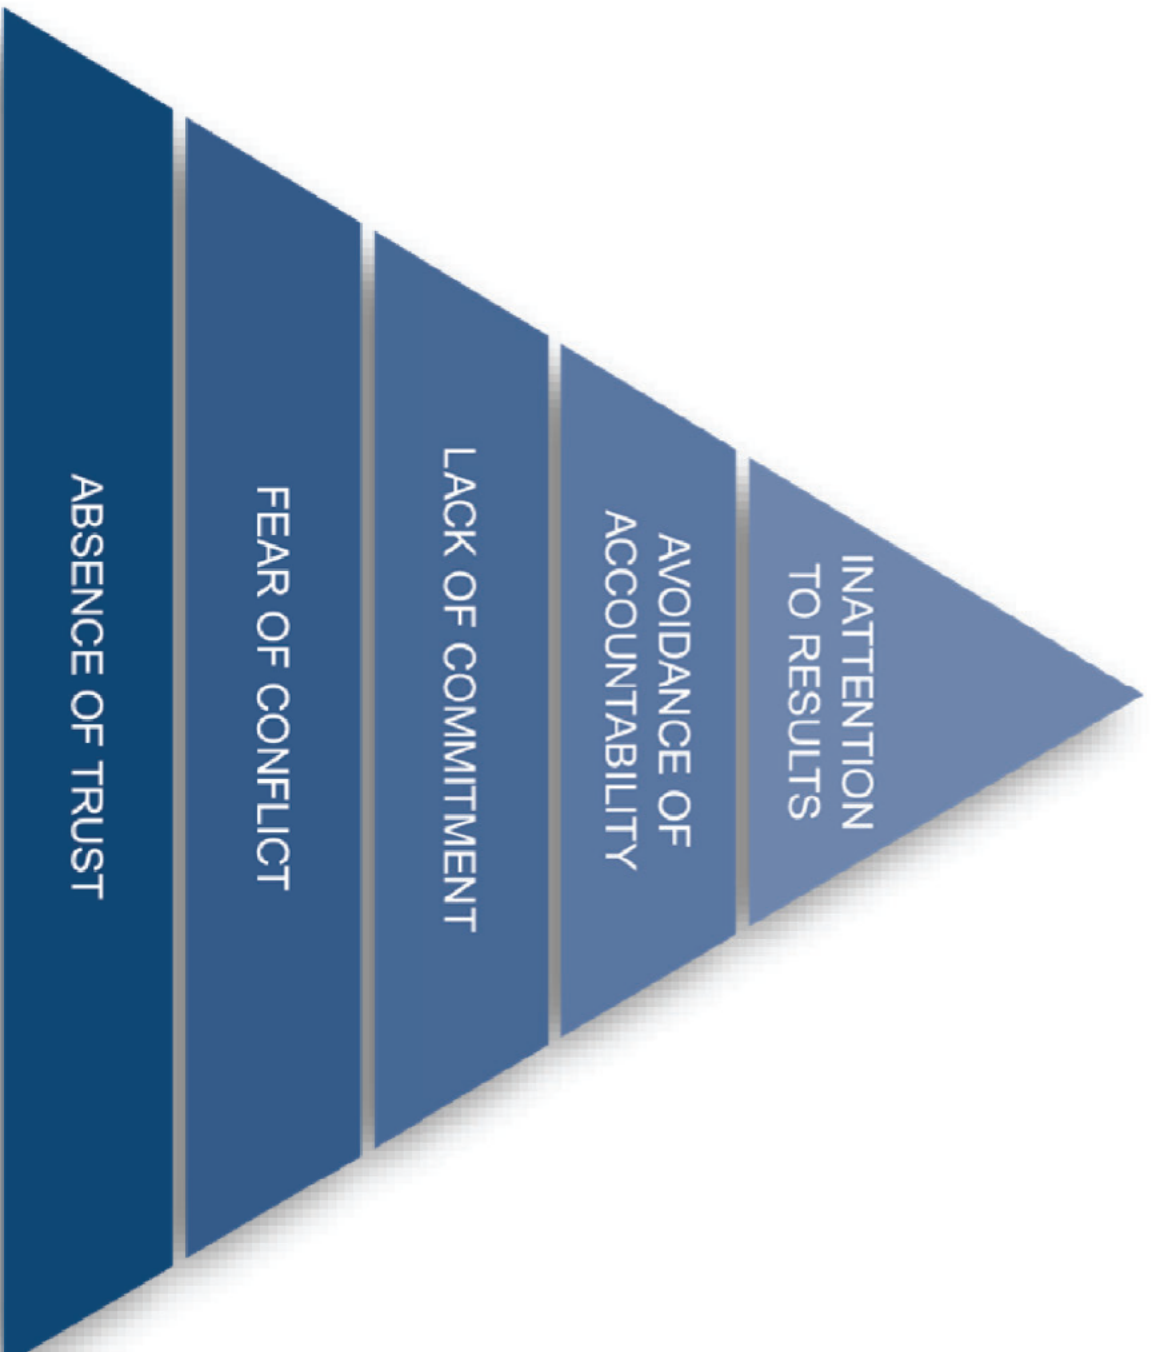 INATTENTION
TO RESULTS
AVOIDANCE OF
ACCOUNTABILITY
LACK OF COMMITMENT
FEAR OF CONFLICT
ABSENCE OF TRUST